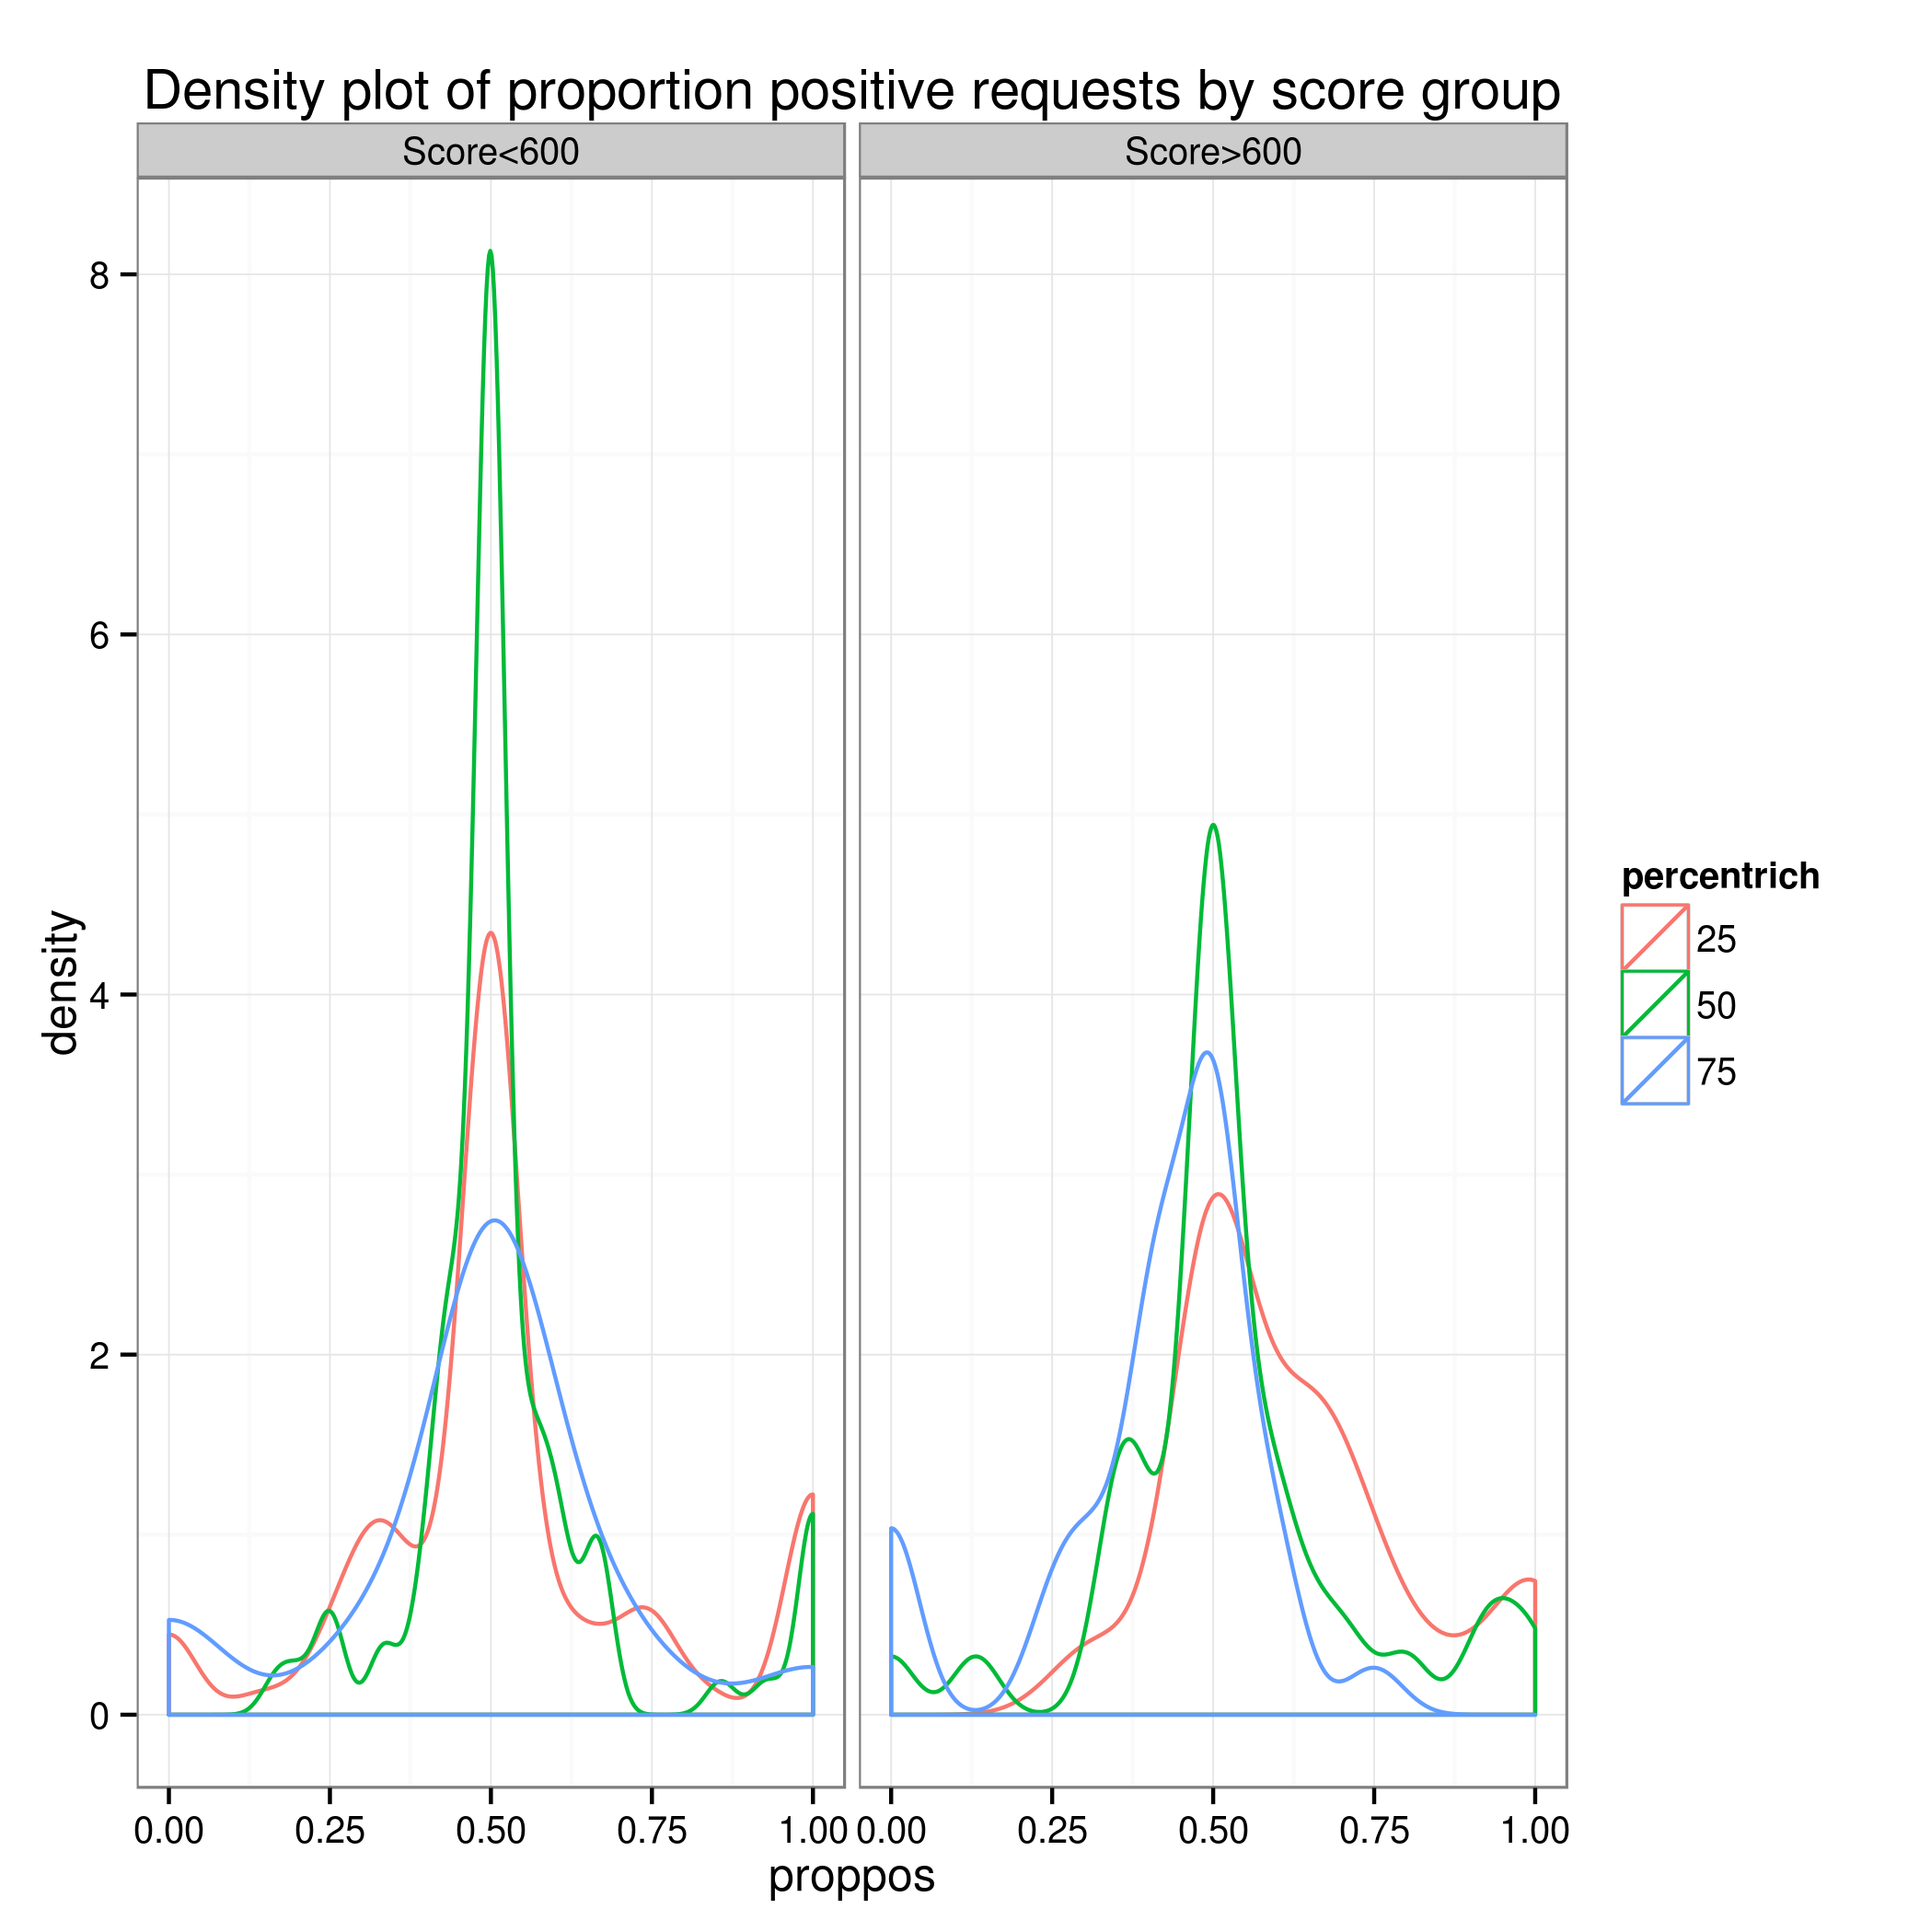 Density plot of proportion positive requests by score group
Score<600
Score>600
density
8
6
4
2
0
0.00 0.25 0.50 0.75 1.00 0.00 0.25 0.50 0.75 1.00
proppos
percentrich
25
50
75